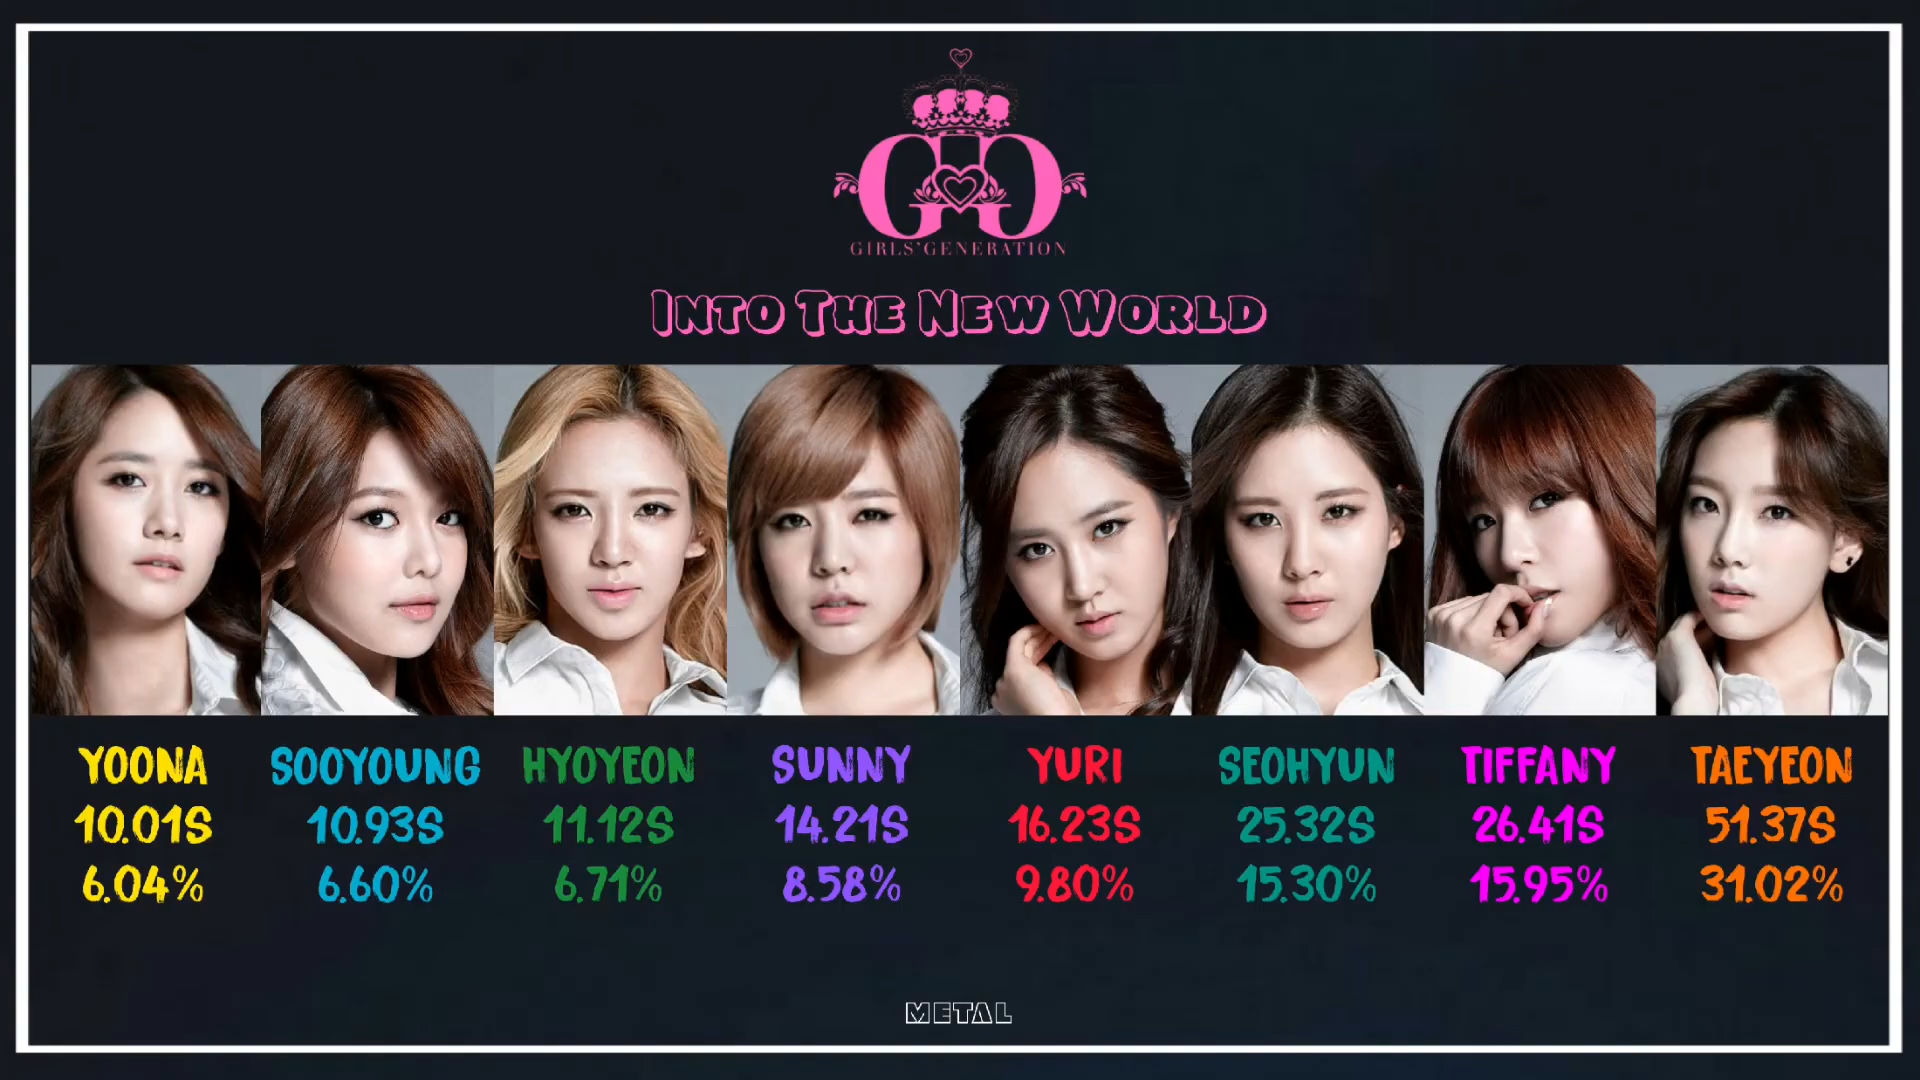 GG
GIRLS' GENERATION
INTO THE NEW WORLD
YOONA SOOYOUNG HYOYEON SUNNY YURI SEOHYUN TIFFANY TAEYEON
10.01S 10.93S 11.12S 14.21S 16.23S 25.32S 26.41S 51.37S
6.04% 6.60% 6.71% 8.58% 9.80% 15.30% 15.95% 31.02%
METAL